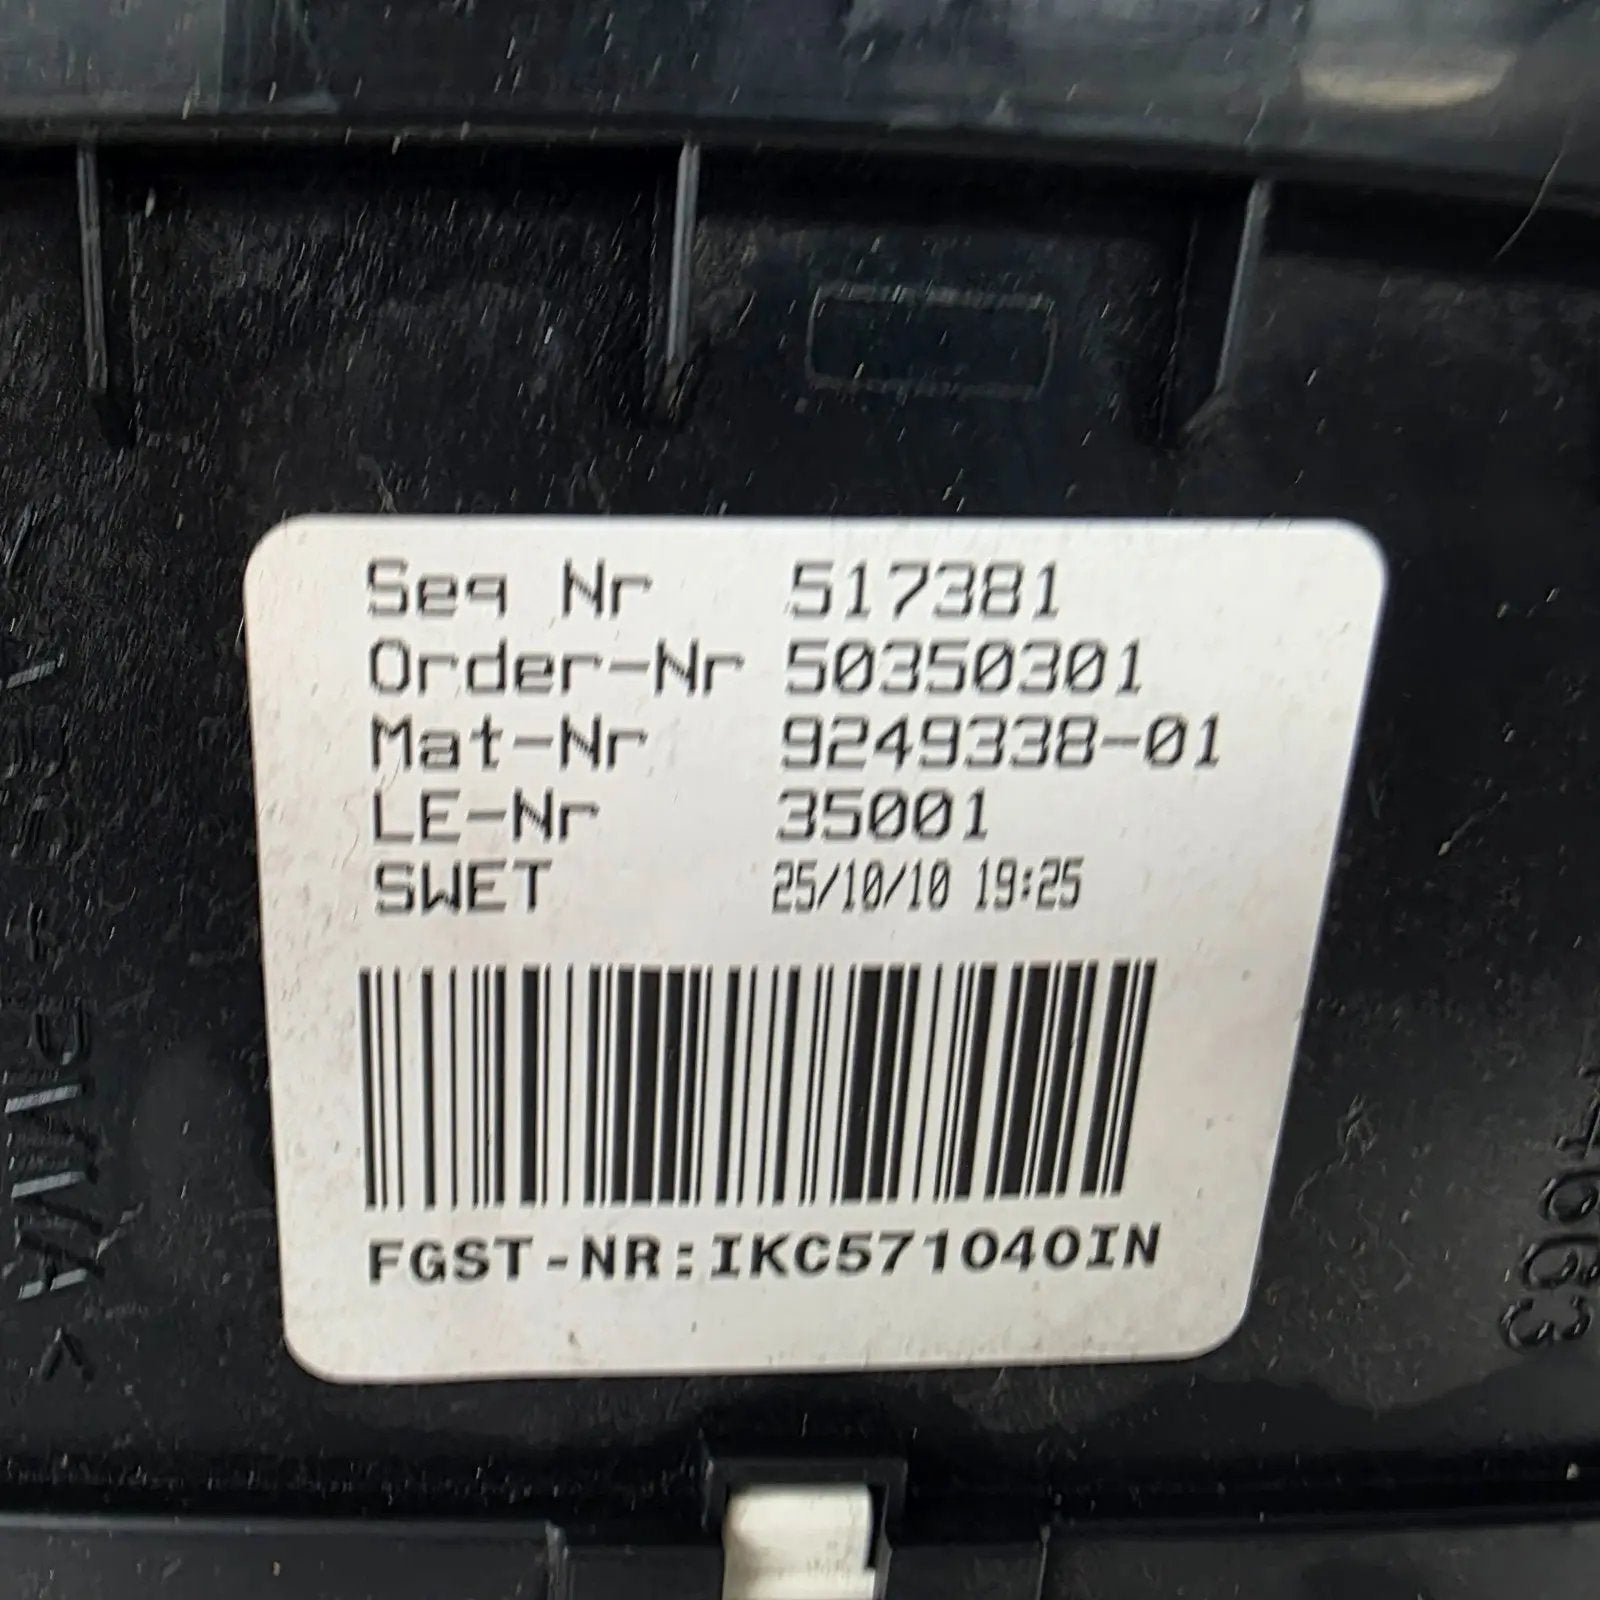 Seq Nr 517381
Order-Nr 50350301
Mat-Nr 9249338-01
LE-Nr 35001
SWET 25/10/10 19:25
FGST-NR:IKC571040IN